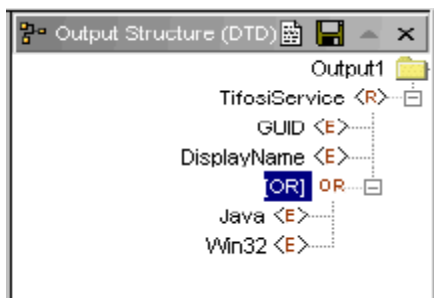 Output Structure (DTD)
Output1
TifosiService <R>
GUID <E>
DisplayName <E>
[OR] OR
Java <E>
Win32 <E>